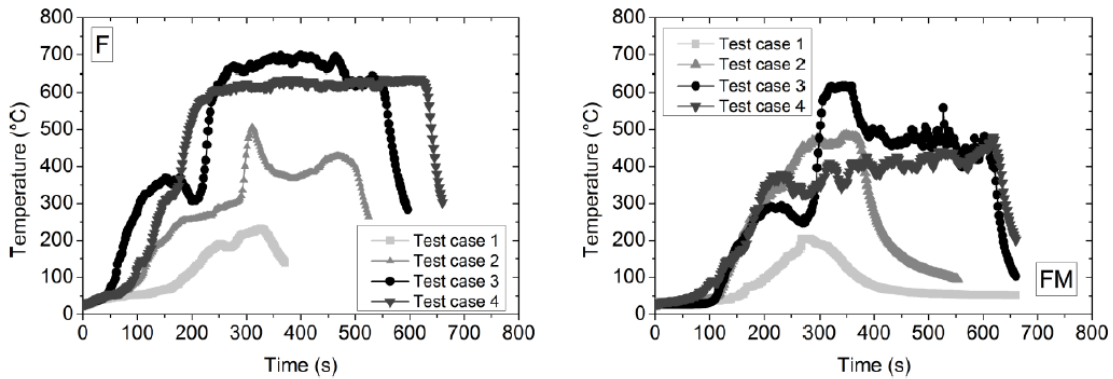 F
800
700
600
500
400
300
200
100
0
Temperature (°C)
Test case 1
Test case 2
Test case 3
Test case 4
0 100 200 300 400 500 600 700 800
Time (s)
800
700
600
500
400
300
200
100
0
Temperature (°C)
Test case 1
Test case 2
Test case 3
Test case 4
FM
0 100 200 300 400 500 600 700 800
Time (s)